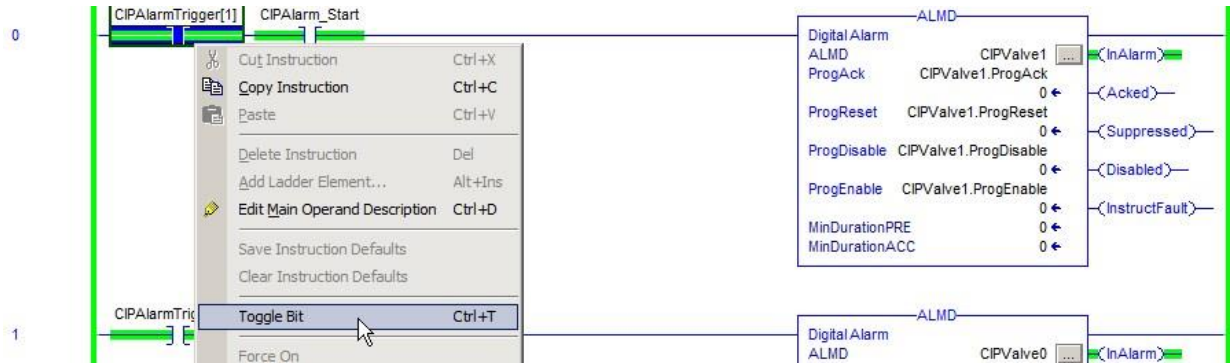 CIPAlarmTrigger[1] CIPAlarm_Start
0
Cut Instruction Ctrl+X
Copy Instruction Ctrl+C
Paste Ctrl+V
Delete Instruction Del
Add Ladder Element... Alt+Ins
Edit Main Operand Description Ctrl+D
Save Instruction Defaults
Clear Instruction Defaults
Toggle Bit Ctrl+T
Force On
ALMD
Digital Alarm
ALMD CIPValve1 ... InAlarm
ProgAck CIPValve1.ProgAck
0 Acked
ProgReset CIPValve1.ProgReset
0 Suppressed
ProgDisable CIPValve1.ProgDisable
0 Disabled
ProgEnable CIPValve1.ProgEnable
0 InstructFault
MinDurationPRE 0
MinDurationACC 0
1
CIPAlarmTrig
ALMD
Digital Alarm
ALMD CIPValve0 ... InAlarm